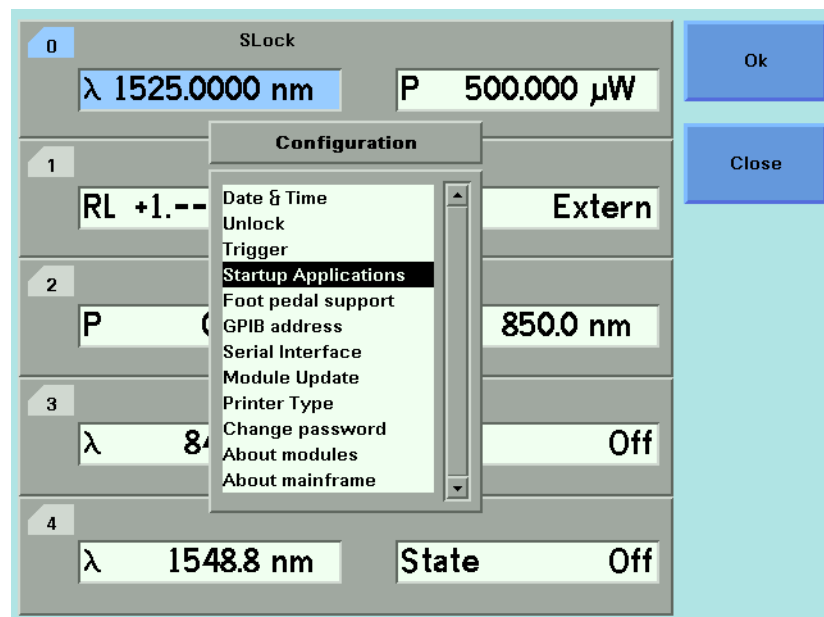 0
SLock
λ 1525.0000 nm
P 500.000 µW
Ok
Configuration
Close
1
RL +1.--
Extern
Date & Time
Unlock
Trigger
Startup Applications
Foot pedal support
GPIB address
Serial Interface
Module Update
Printer Type
Change password
About modules
About mainframe
2
P
850.0 nm
3
λ 84
Off
4
λ 1548.8 nm
State Off